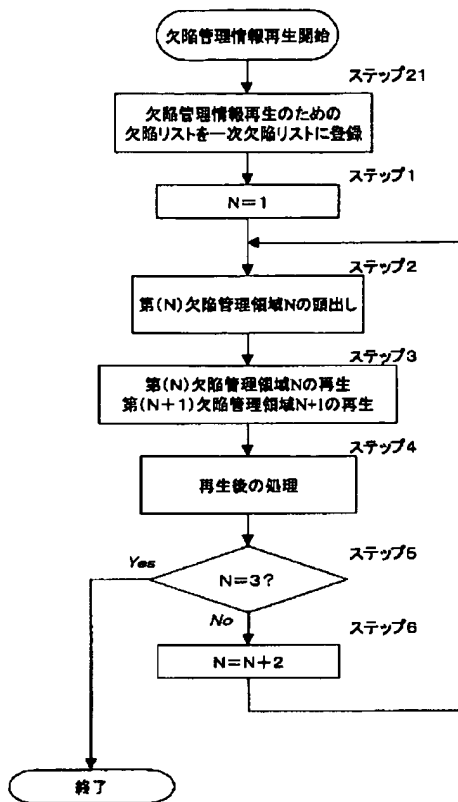 欠陥管理情報再生開始
ステップ21
欠陥管理情報再生のための
欠陥リストを一次欠陥リストに登録
ステップ1
N=1
ステップ2
第(N)欠陥管理領域Nの頭出し
ステップ3
第(N)欠陥管理領域Nの再生
第(N+1)欠陥管理領域N+1の再生
ステップ4
再生後の処理
ステップ5
Yes
N=3?
No
ステップ6
N=N+2
終了